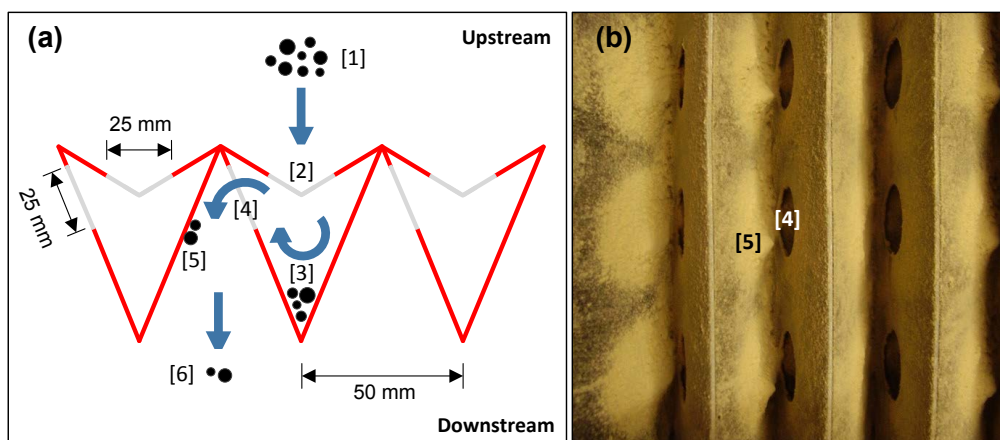 (a)
Upstream
[1]
25 mm
[2]
25 mm
[4]
[5]
[3]
[6]
50 mm
Downstream
(b)
[4]
[5]